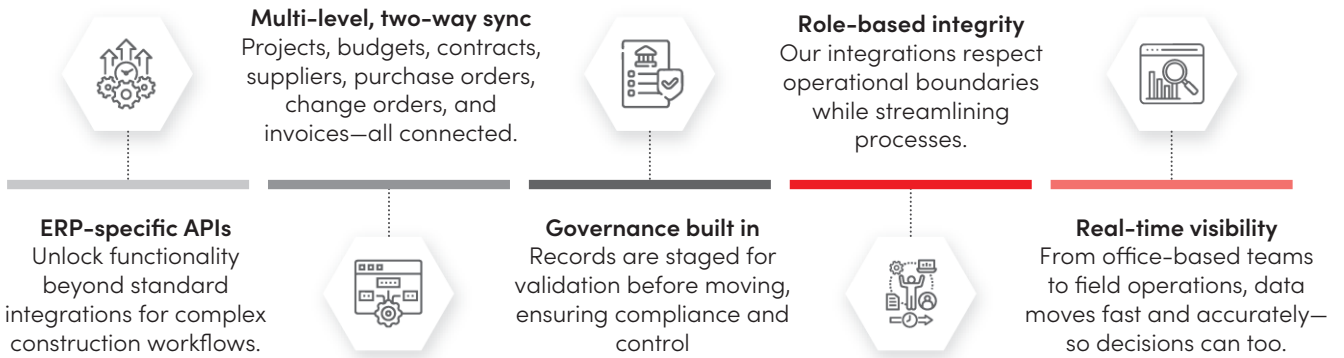 ERP-specific APIs
Unlock functionality
beyond standard
integrations for complex
construction workflows.
Multi-level, two-way sync
Projects, budgets, contracts,
suppliers, purchase orders,
change orders, and
invoices—all connected.
Governance built in
Records are staged for
validation before moving,
ensuring compliance and
control
Role-based integrity
Our integrations respect
operational boundaries
while streamlining
processes.
Real-time visibility
From office-based teams
to field operations, data
moves fast and accurately—
so decisions can too.